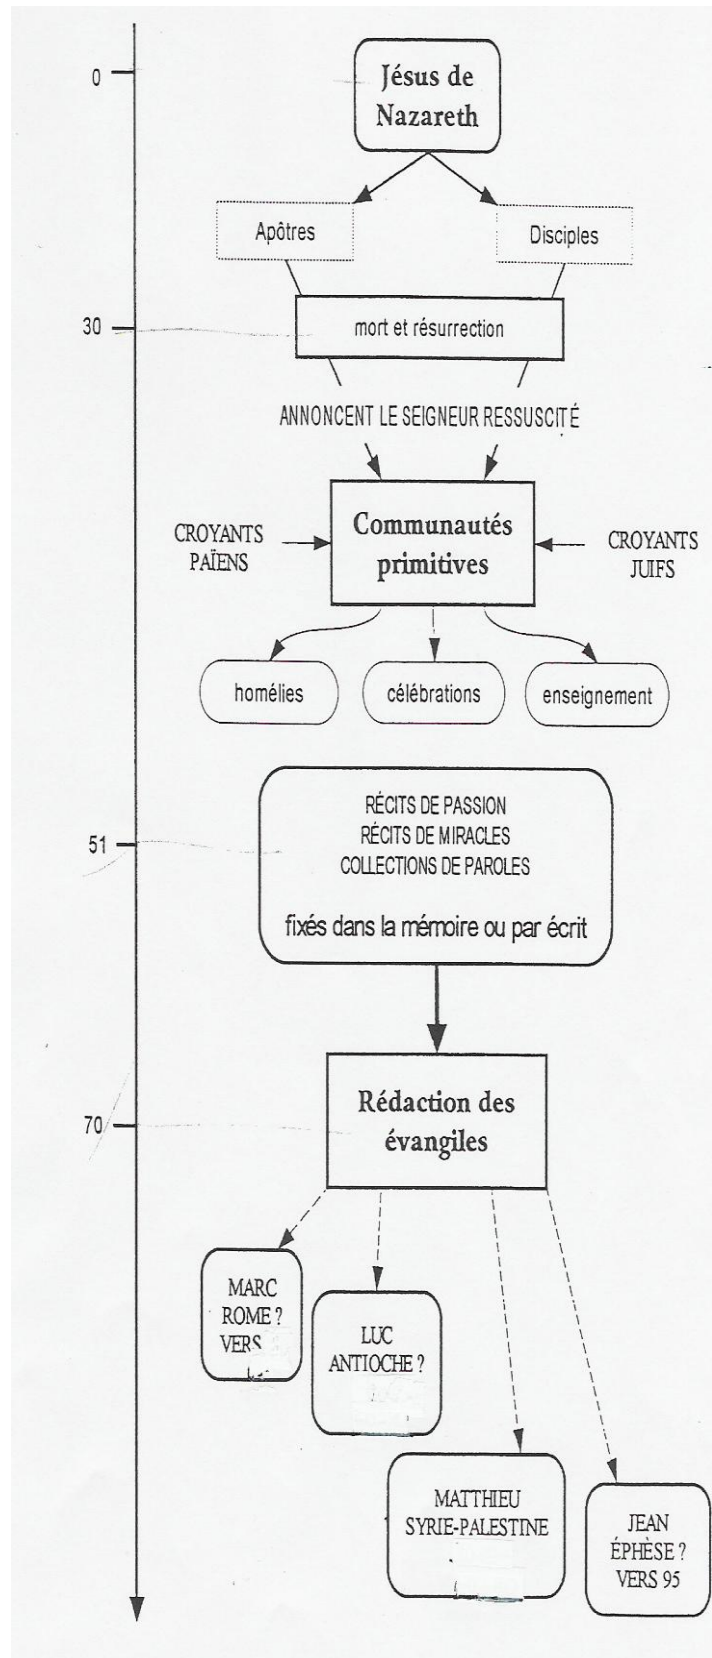 0
Jésus de
Nazareth
Apôtres
Disciples
30
mort et résurrection
ANNONCENT LE SEIGNEUR RESSUSCITÉ
CROYANTS
PAÏENS
Communautés
primitives
CROYANTS
JUIFS
homélies
célébrations
enseignement
51
RÉCITS DE PASSION
RÉCITS DE MIRACLES
COLLECTIONS DE PAROLES
fixés dans la mémoire ou par écrit
70
Rédaction des
évangiles
MARC
ROME ?
VERS
LUC
ANTIOCHE ?
MATTHIEU
SYRIE-PALESTINE
JEAN
ÉPHÈSE ?
VERS 95